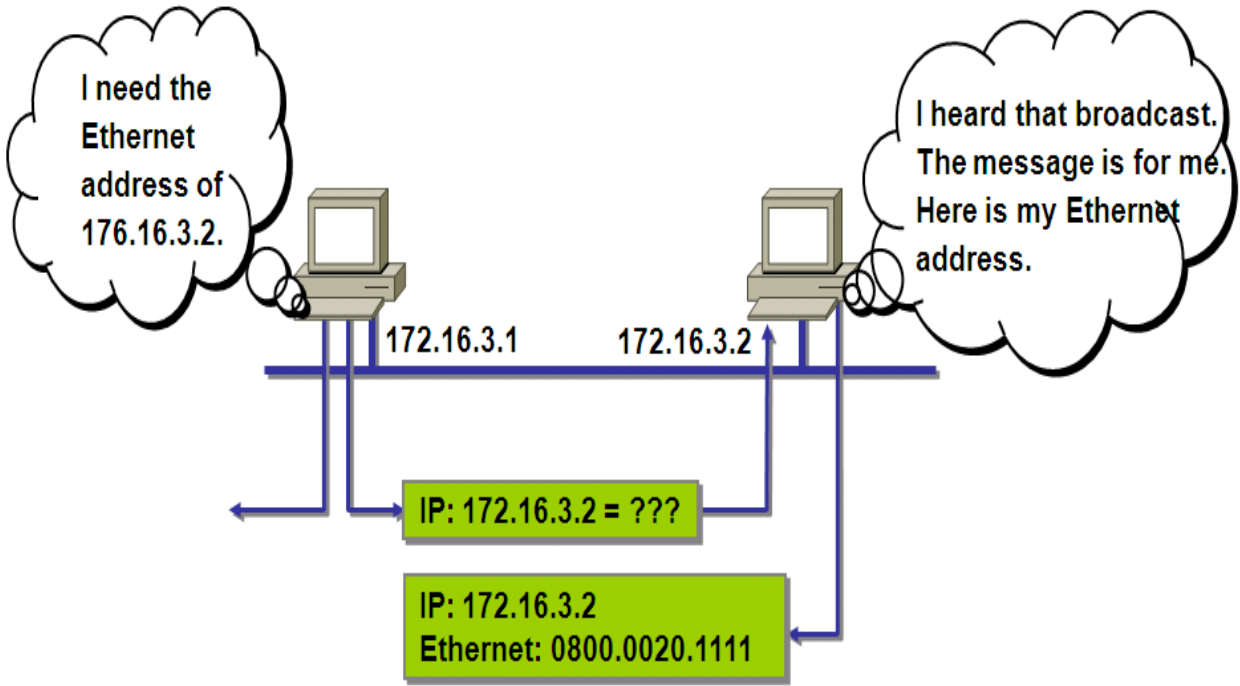 I need the
Ethernet
address of
176.16.3.2.
I heard that broadcast.
The message is for me.
Here is my Ethernet
address.
172.16.3.1
172.16.3.2
IP: 172.16.3.2 = ???
IP: 172.16.3.2
Ethernet: 0800.0020.1111